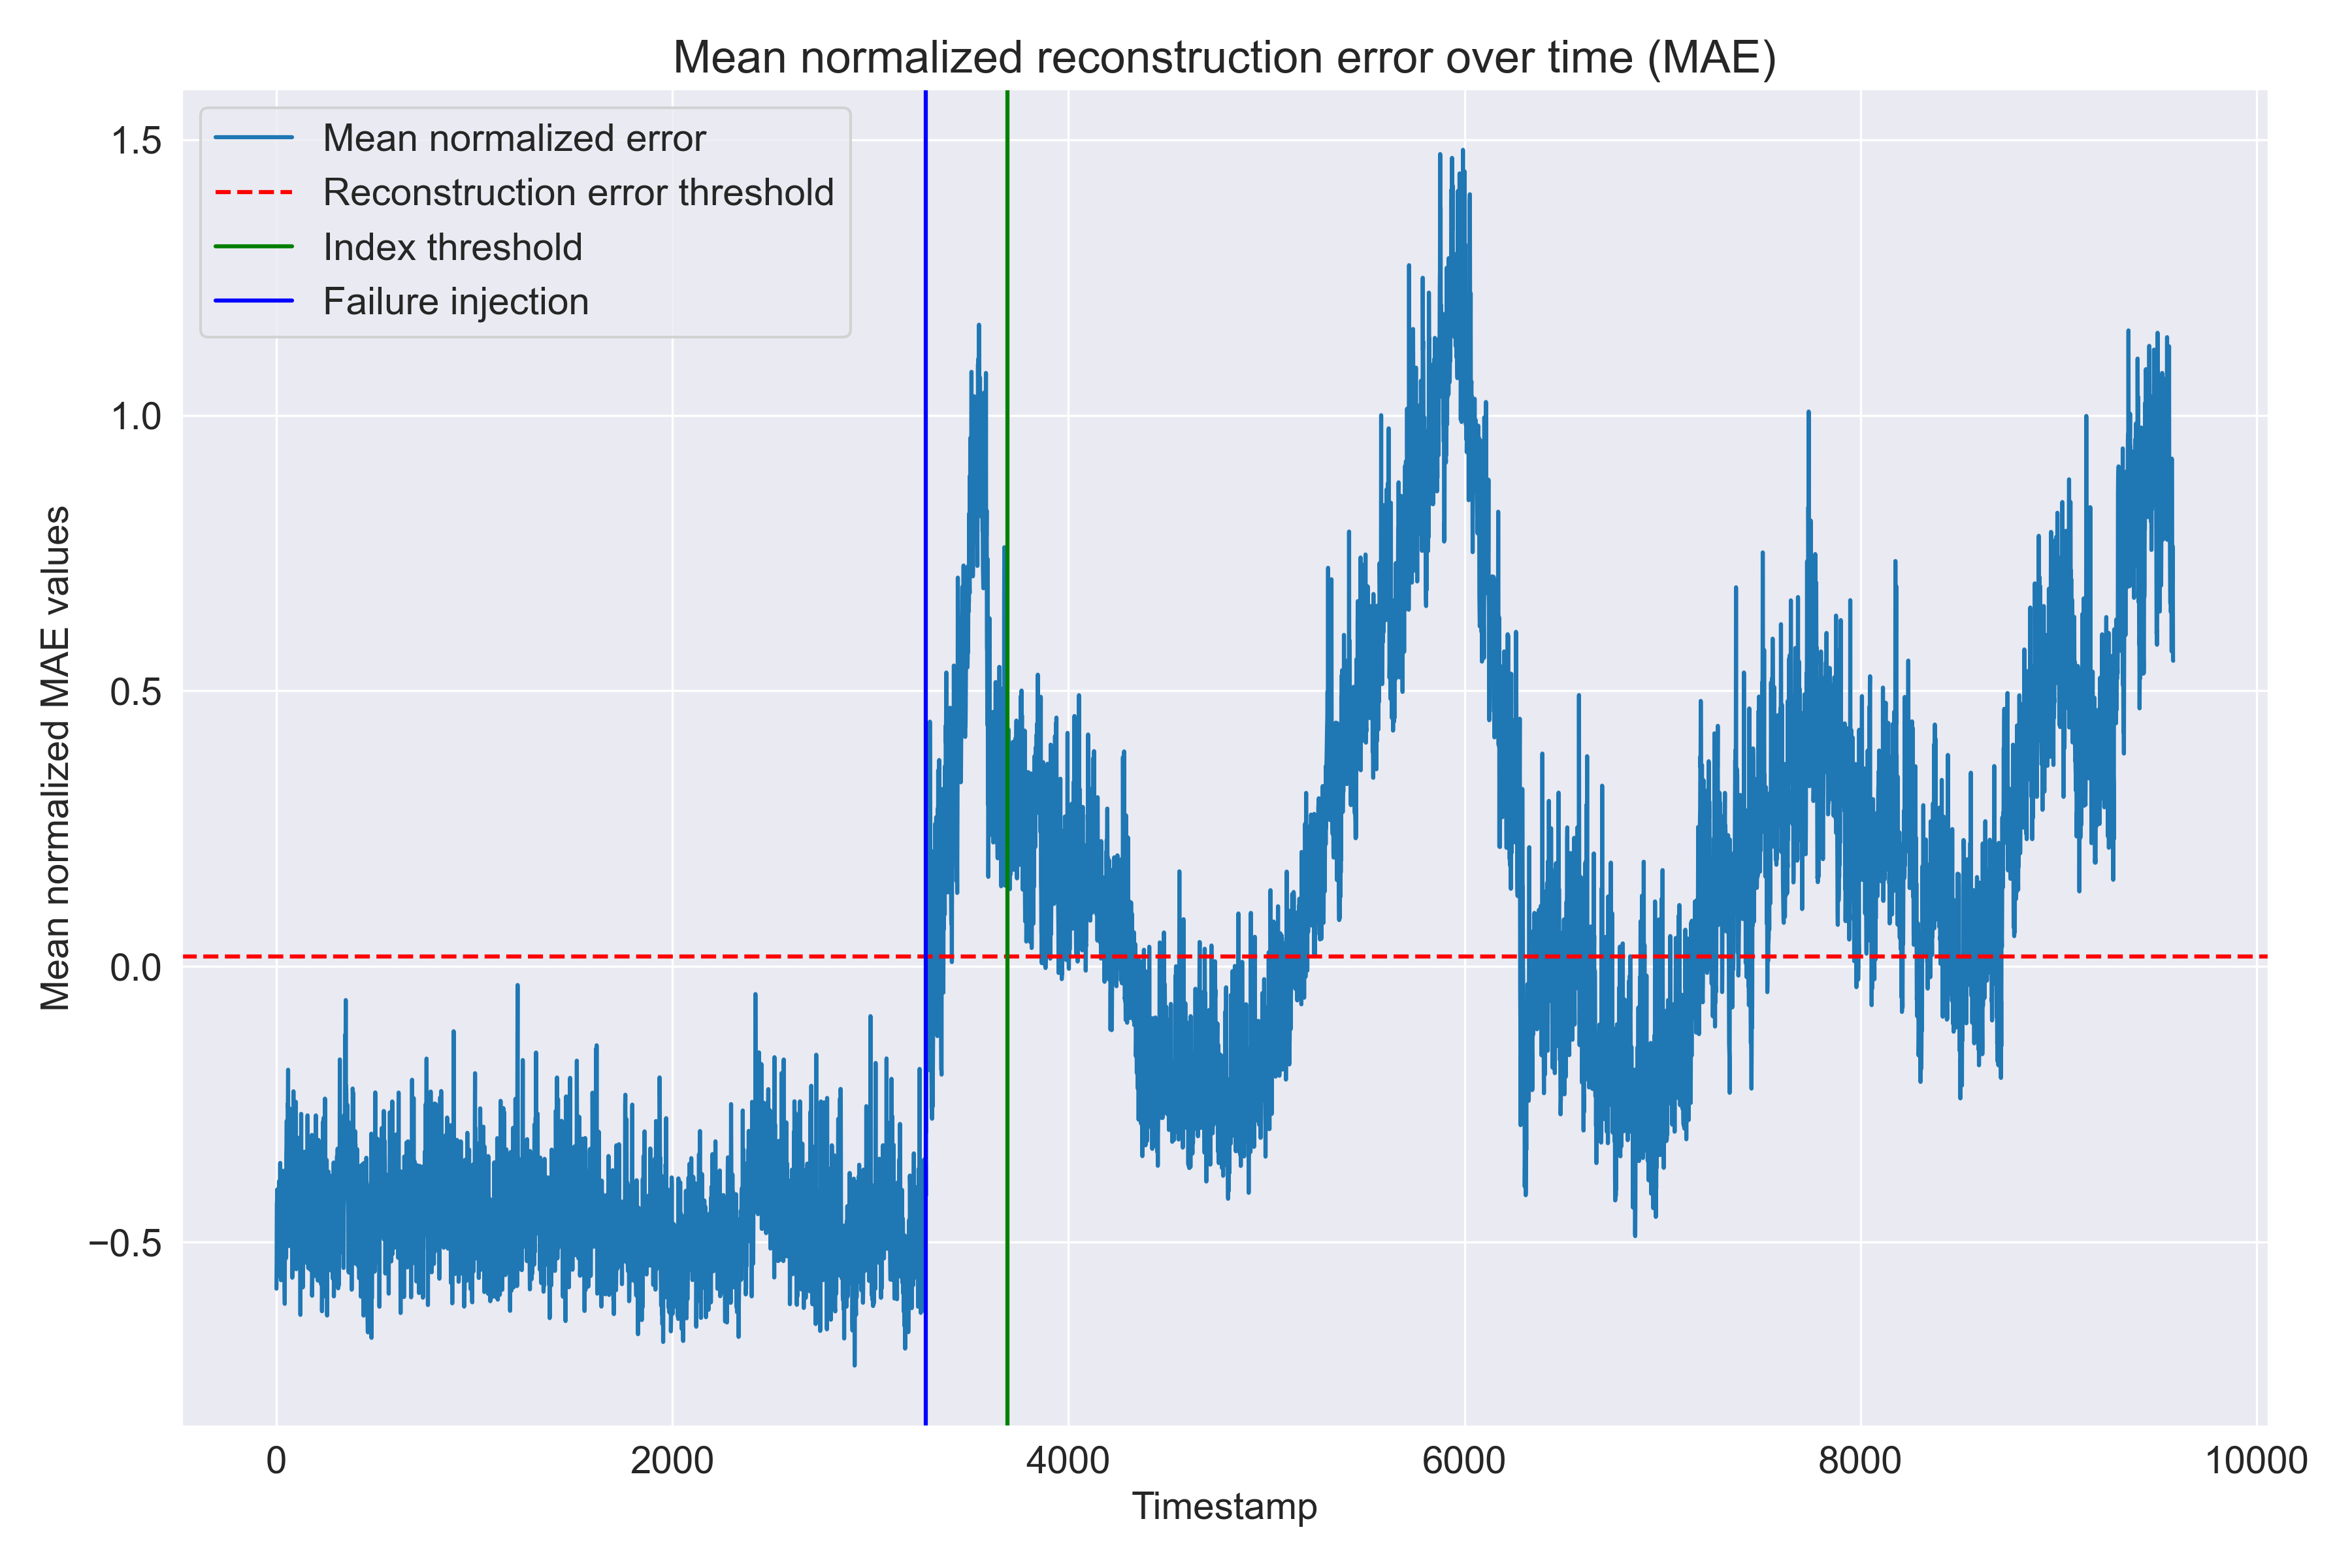 Mean normalized reconstruction error over time (MAE)
Mean normalized error
Reconstruction error threshold
Index threshold
Failure injection
1.5
1.0
0.5
0.0
−0.5
Mean normalized MAE values
0
2000
4000
6000
8000
10000
Timestamp